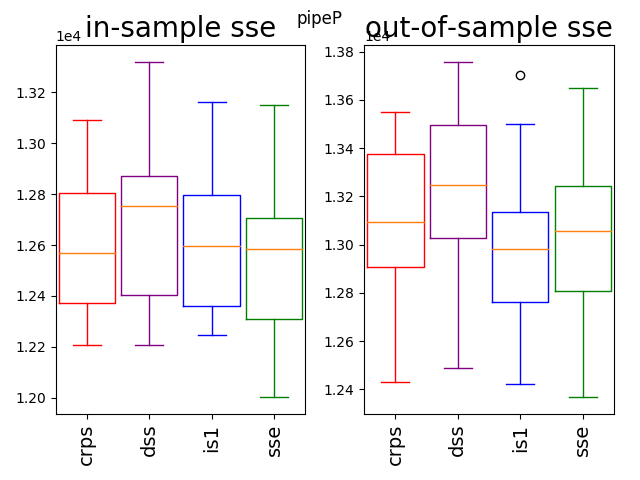 pipeP
in-sample sse
1e4
1.32
1.30
1.28
1.26
1.24
1.22
1.20
crps
dss
is1
sse
out-of-sample sse
1e4
1.38
1.36
1.34
1.32
1.30
1.28
1.26
1.24
crps
dss
is1
sse